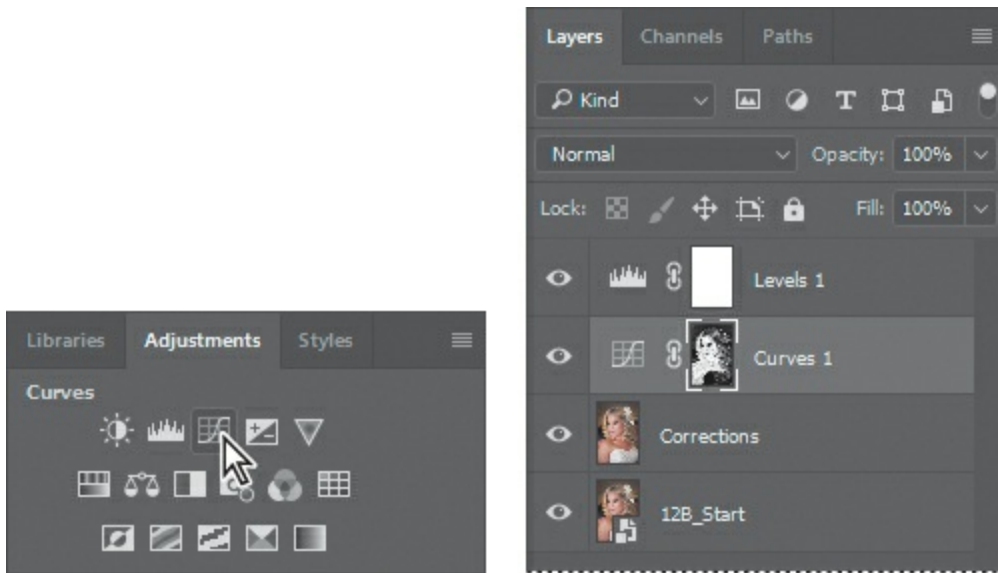 Libraries Adjustments Styles
Curves
Layers Channels Paths
Kind
Normal Opacity: 100%
Lock: Fill: 100%
Levels 1
Curves 1
Corrections
12B_Start